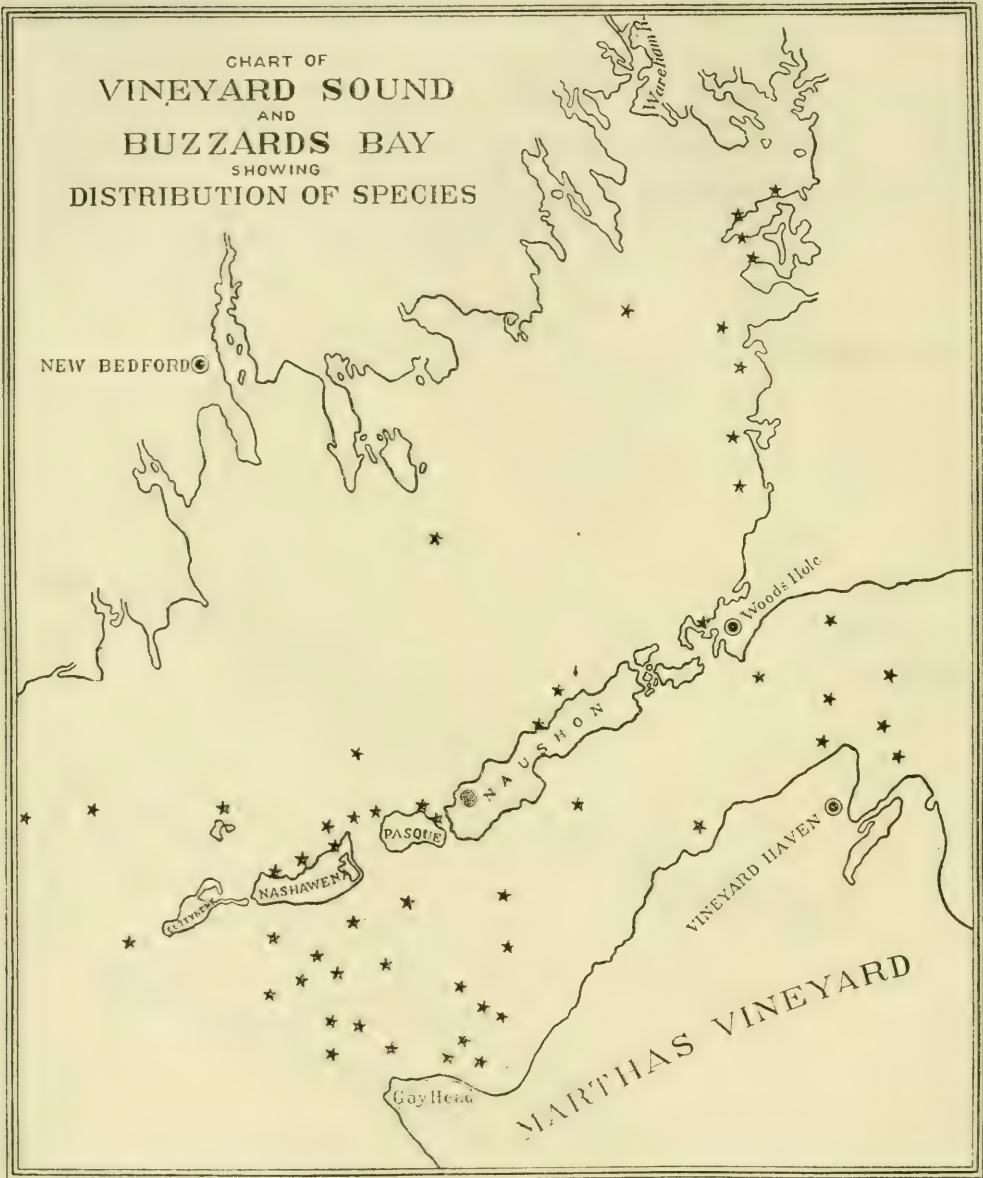 CHART OF
VINEYARD SOUND
AND
BUZZARDS BAY
SHOWING
DISTRIBUTION OF SPECIES
Wareham R.
NEW BEDFORD
Woods Hole
NAUSHON
PASQUE
NASHAWENA
CUTTYHUNK
VINEYARD HAVEN
MARTHAS VINEYARD
Gay Head